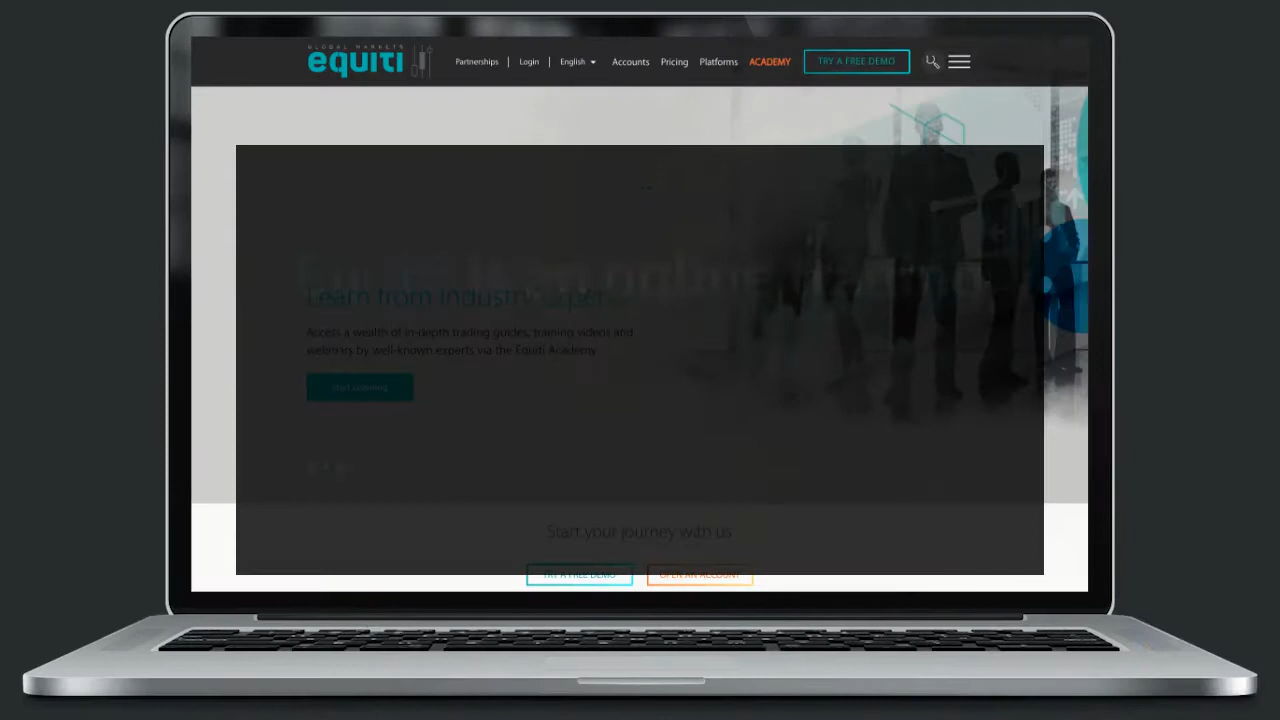 GLOBAL MARKETS
equiti
Partnerships | Login | English Accounts Pricing Platforms ACADEMY TRY A FREE DEMO
Learn from industry
Access a wealth of in-depth trading guides, training videos and
webinars by well-known experts via the Equiti Academy
Start Learning
Start your journey with us
TRY A FREE DEMO OPEN AN ACCOUNT